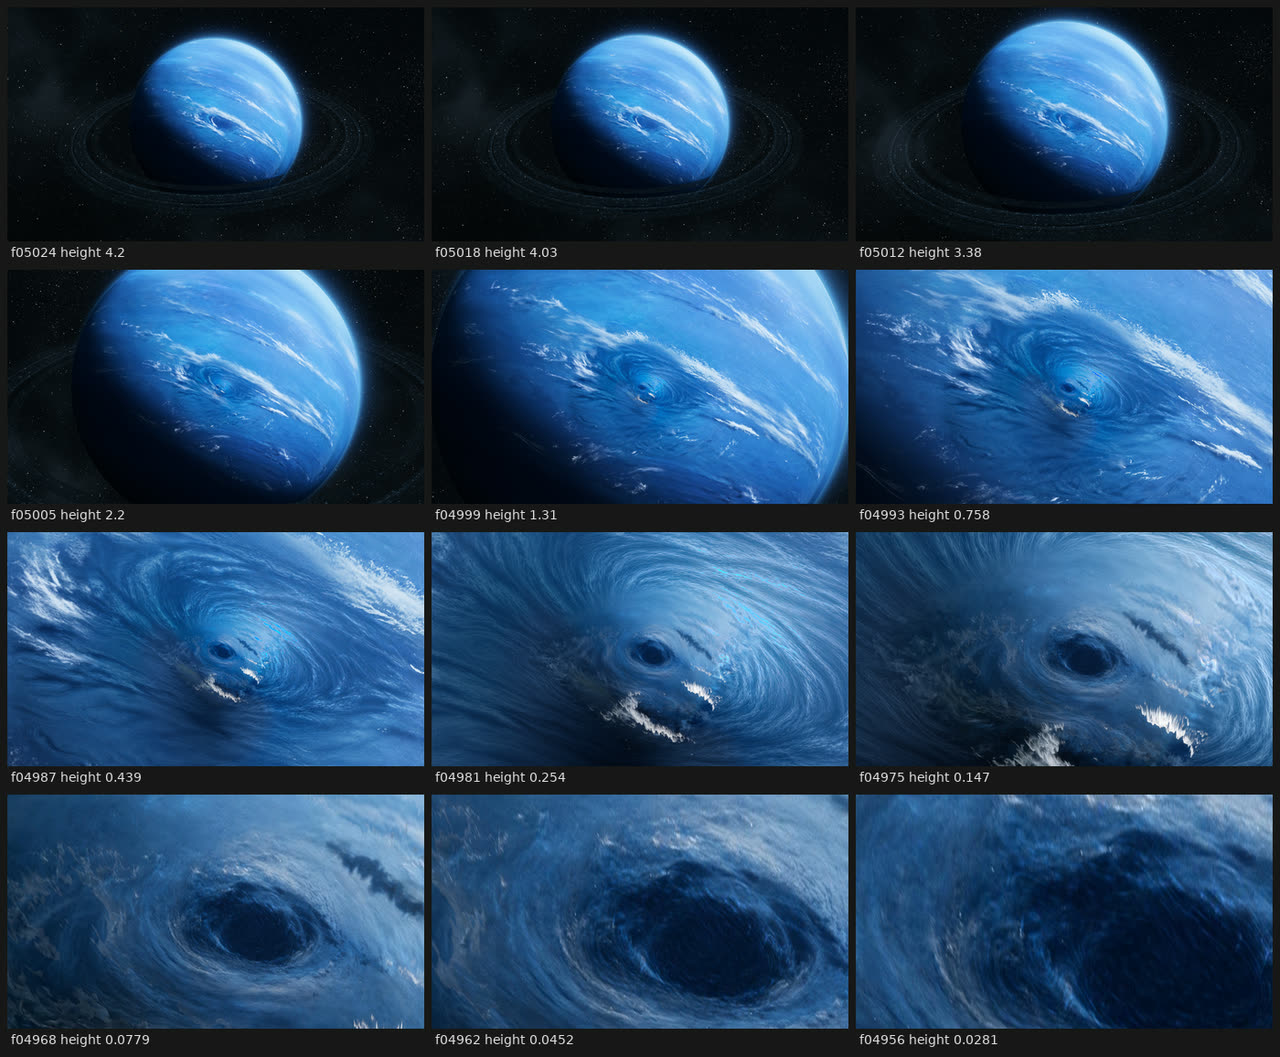 f05024 height 4.2
f05018 height 4.03
f05012 height 3.38
f05005 height 2.2
f04999 height 1.31
f04993 height 0.758
f04987 height 0.439
f04981 height 0.254
f04975 height 0.147
f04968 height 0.0779
f04962 height 0.0452
f04956 height 0.0281